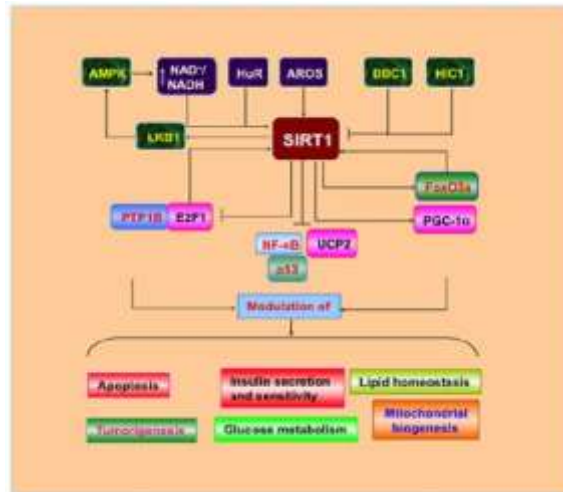 AMPK
↑ NAD⁺/
NADH
HuR
AROS
DBC1
HIC1
LKB1
SIRT1
FoxO3a
PTP1B
E2F1
PGC-1α
NF-κB
UCP2
p53
Modulation of
Apoptosis
Insulin secretion
and sensitivity
Lipid homeostasis
Tumorigenesis
Glucose metabolism
Mitochondrial
biogenesis